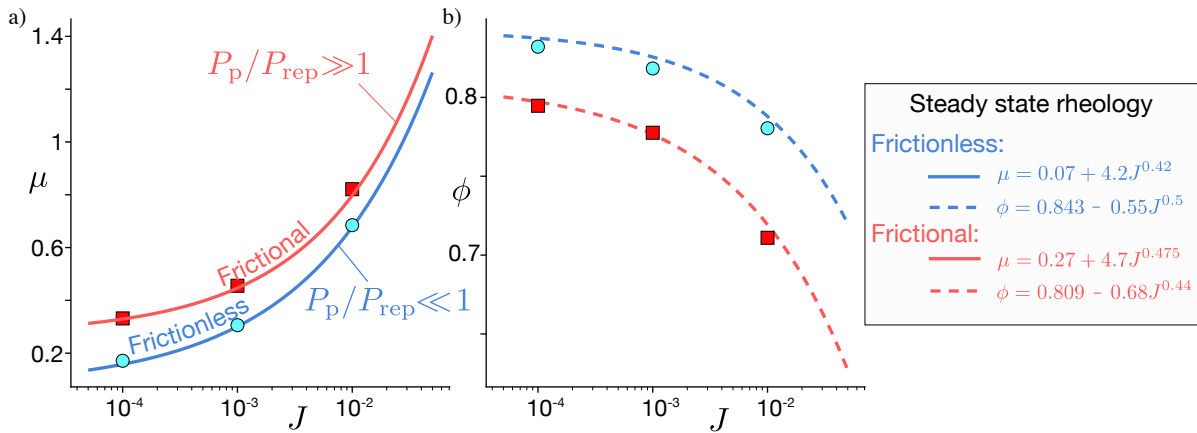 a)
1.4
1
μ
0.6
0.2
10⁻⁴
10⁻³
10⁻²
J
P_p/P_rep≫1
Frictional
Frictionless
P_p/P_rep≪1
b)
0.8
ϕ
0.7
10⁻⁴
10⁻³
10⁻²
J
Steady state rheology
Frictionless:
μ = 0.07 + 4.2J^0.42
ϕ = 0.843 - 0.55J^0.5
Frictional:
μ = 0.27 + 4.7J^0.475
ϕ = 0.809 - 0.68J^0.44